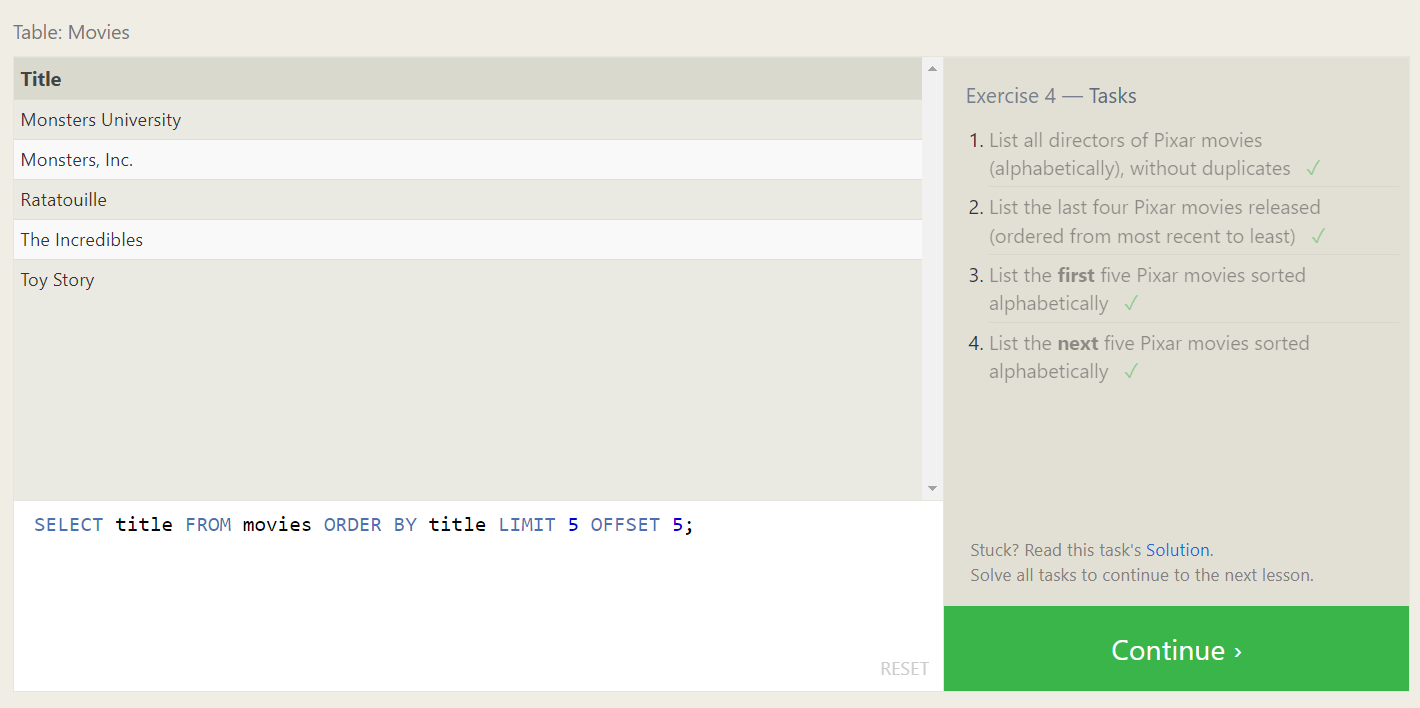 Table: Movies
Title
Monsters University
Monsters, Inc.
Ratatouille
The Incredibles
Toy Story
SELECT title FROM movies ORDER BY title LIMIT 5 OFFSET 5;
RESET
Exercise 4 — Tasks
1. List all directors of Pixar movies
(alphabetically), without duplicates ✓
2. List the last four Pixar movies released
(ordered from most recent to least) ✓
3. List the first five Pixar movies sorted
alphabetically ✓
4. List the next five Pixar movies sorted
alphabetically ✓
Stuck? Read this task's Solution.
Solve all tasks to continue to the next lesson.
Continue ›